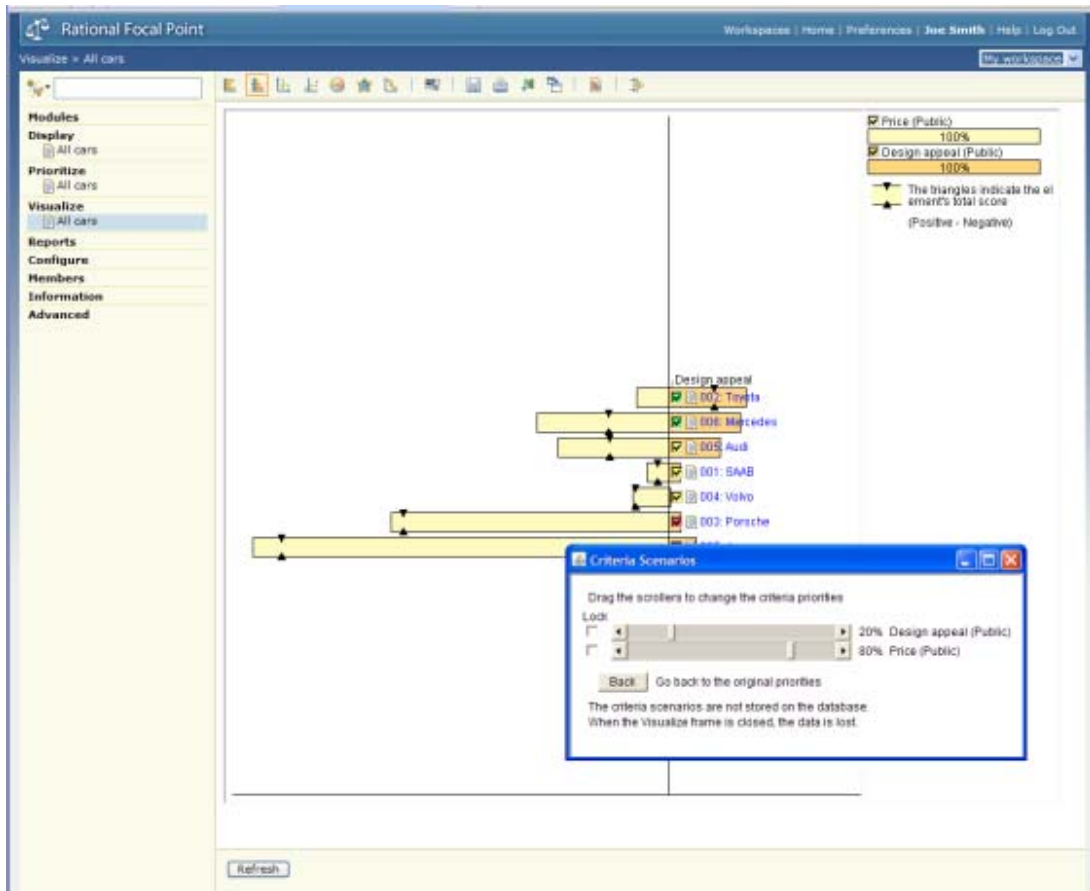 Rational Focal Point
Workspaces | Home | Preferences | Joe Smith | Help | Log Out
Visualize > All cars
My workspace
Modules
Display
All cars
Prioritize
All cars
Visualize
All cars
Reports
Configure
Members
Information
Advanced
Price (Public)
100%
Design appeal (Public)
100%
The triangles indicate the el
ement's total score
(Positive - Negative)
Design appeal
002: Toyota
006: Mercedes
005: Audi
001: SAAB
004: Volvo
003: Porsche
Criteria Scenarios
Drag the scrollers to change the criteria priorities
Lock
20% Design appeal (Public)
80% Price (Public)
Back Go back to the original priorities
The criteria scenarios are not stored on the database.
When the Visualize frame is closed, the data is lost.
Refresh